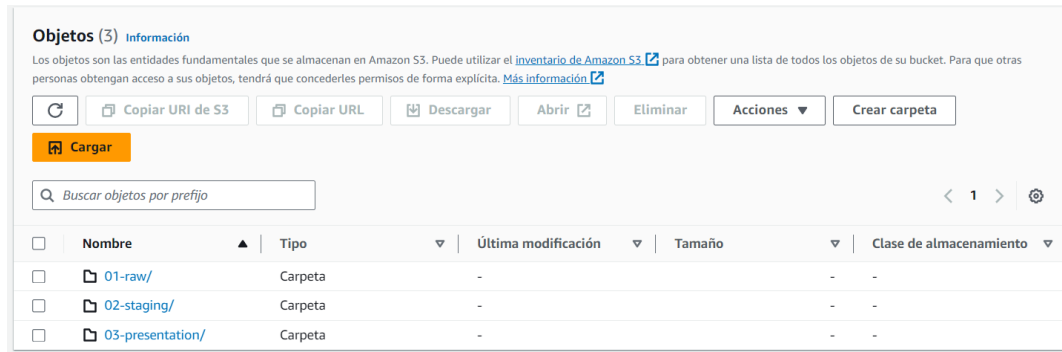 Objetos (3) Información
Los objetos son las entidades fundamentales que se almacenan en Amazon S3. Puede utilizar el inventario de Amazon S3 para obtener una lista de todos los objetos de su bucket. Para que otras
personas obtengan acceso a sus objetos, tendrá que concederles permisos de forma explícita. Más información
Copiar URI de S3 Copiar URL Descargar Abrir Eliminar Acciones Crear carpeta
Cargar
Buscar objetos por prefijo 1
Nombre Tipo Última modificación Tamaño Clase de almacenamiento
01-raw/ Carpeta - - -
02-staging/ Carpeta - - -
03-presentation/ Carpeta - - -